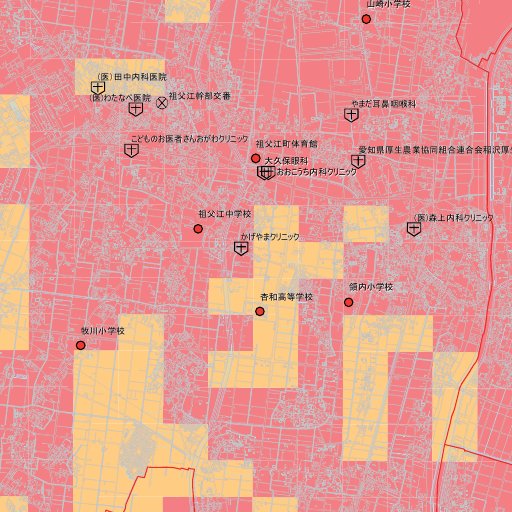 山崎小学校
(医)田中内科医院
(医)わたなべ医院
祖父江幹部交番
やまだ耳鼻咽喉科
こどものお医者さんおがわクリニック
祖父江町体育館
愛知県厚生農業協同組合連合会稲沢厚生
大久保眼科
おおこうち内科クリニック
祖父江中学校
(医)森上内科クリニック
かげやまクリニック
領内小学校
杏和高等学校
牧川小学校